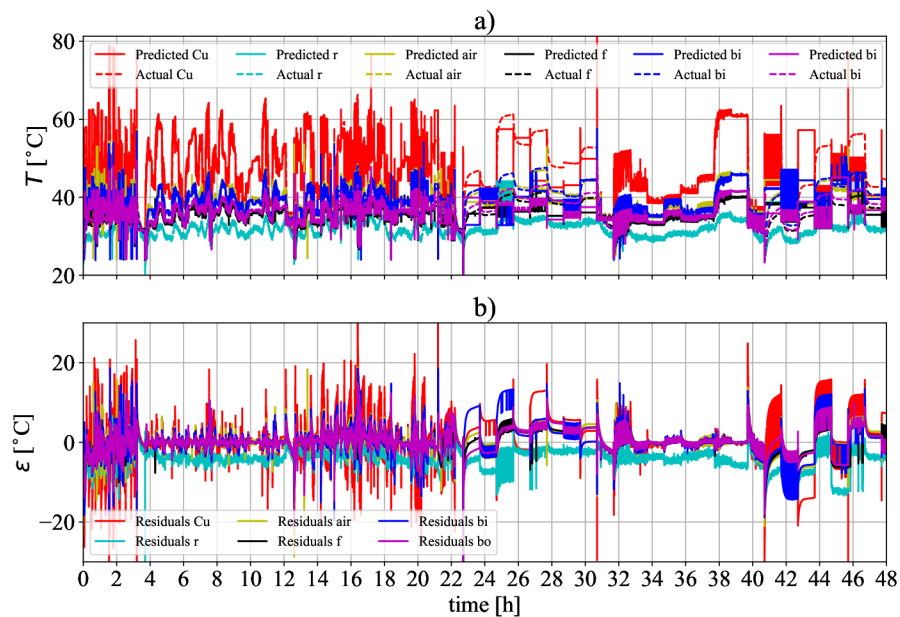 a)
Predicted Cu Predicted r Predicted air Predicted f Predicted bi Predicted bi
Actual Cu Actual r Actual air Actual f Actual bi Actual bi
80
60
40
20
T [°C]
b)
20
0
−20
ε [°C]
Residuals Cu Residuals air Residuals bi
Residuals r Residuals f Residuals bo
0 2 4 6 8 10 12 14 16 18 20 22 24 26 28 30 32 34 36 38 40 42 44 46 48
time [h]